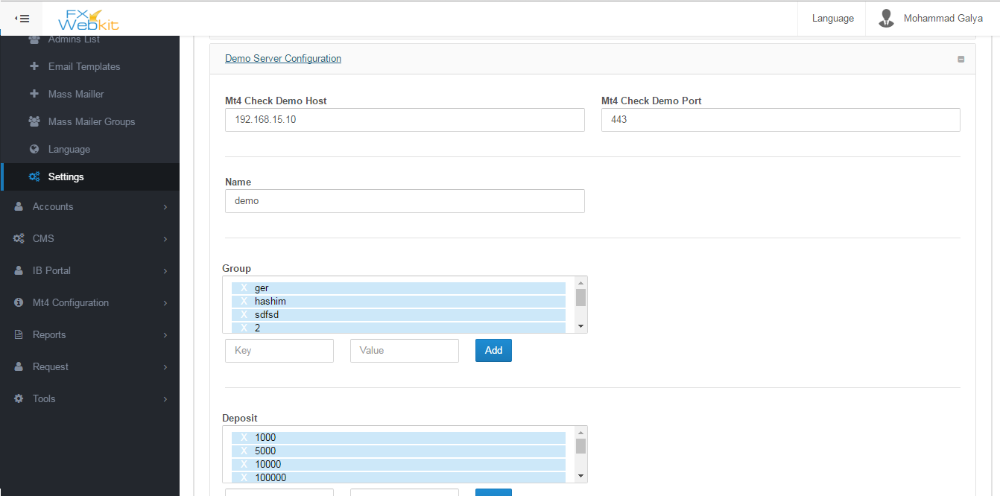 FX
Webkit
Language
Mohammad Galya
Admins List
Email Templates
Mass Mailler
Mass Mailer Groups
Language
Settings
Accounts
CMS
IB Portal
Mt4 Configuration
Reports
Request
Tools
Demo Server Configuration
Mt4 Check Demo Host
Mt4 Check Demo Port
192.168.15.10
443
Name
demo
Group
X ger
X hashim
X sdfsd
X 2
Key
Value
Add
Deposit
X 1000
X 5000
X 10000
X 100000